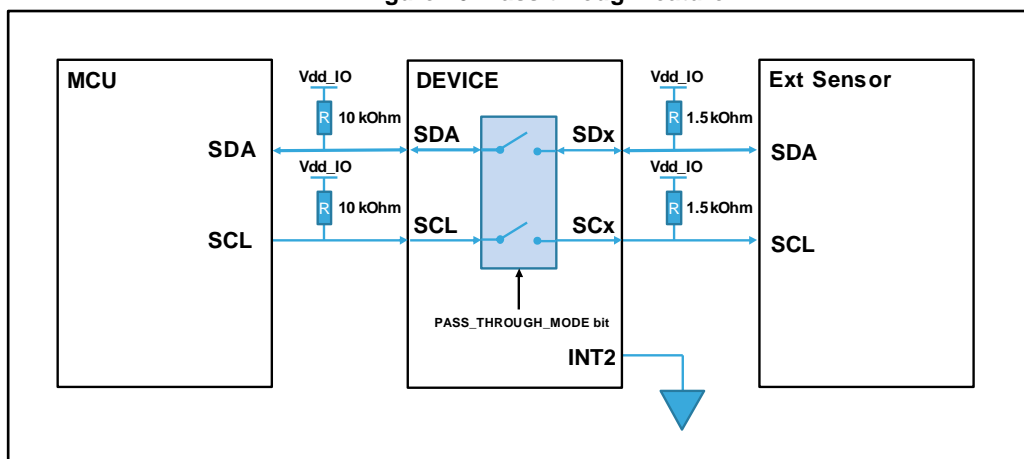 MCU
SDA
SCL
Vdd_IO
R 10 kOhm
Vdd_IO
R 10 kOhm
DEVICE
SDA
SDx
SCL
SCx
PASS_THROUGH_MODE bit
INT2
Vdd_IO
R 1.5 kOhm
Vdd_IO
R 1.5 kOhm
Ext Sensor
SDA
SCL